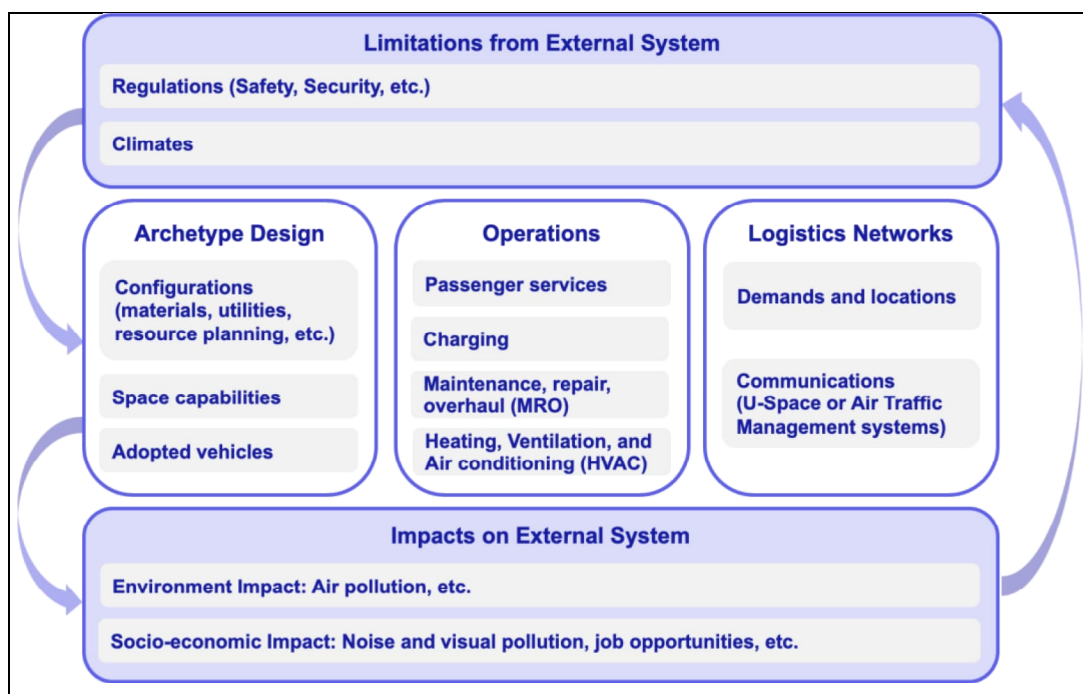 Limitations from External System
Regulations (Safety, Security, etc.)
Climates
Archetype Design
Configurations
(materials, utilities,
resource planning, etc.)
Space capabilities
Adopted vehicles
Operations
Passenger services
Charging
Maintenance, repair,
overhaul (MRO)
Heating, Ventilation, and
Air conditioning (HVAC)
Logistics Networks
Demands and locations
Communications
(U-Space or Air Traffic
Management systems)
Impacts on External System
Environment Impact: Air pollution, etc.
Socio-economic Impact: Noise and visual pollution, job opportunities, etc.